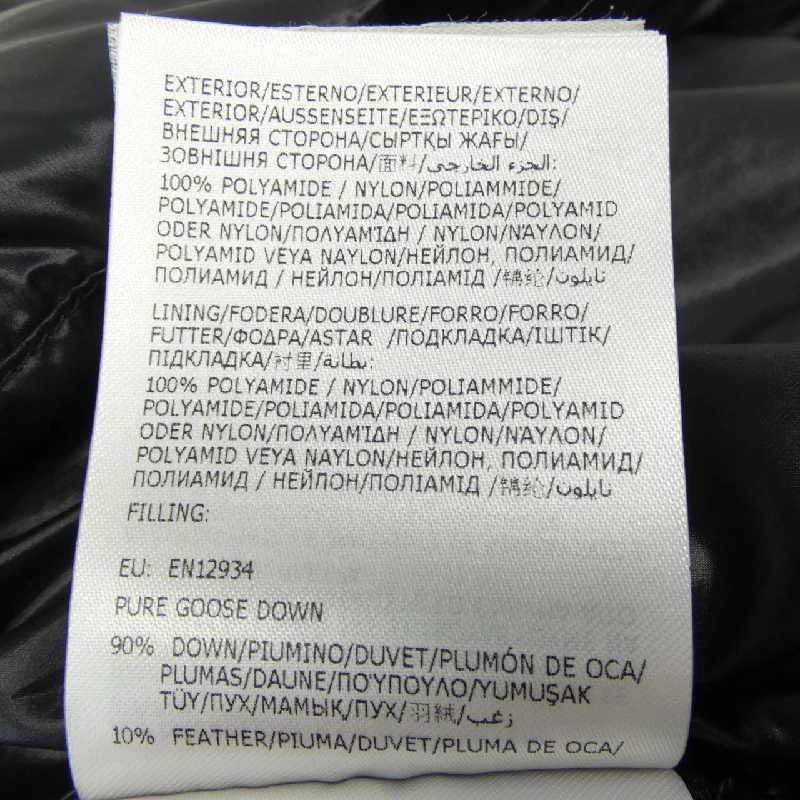 EXTERIOR/ESTERNO/EXTERIEUR/EXTERNO/
EXTERIOR/AUSSENSEITE/ΕΞΩΤΕΡΙΚΟ/DIŞ/
ВНЕШНЯЯ СТОРОНА/СЫРТҚЫ ЖАҒЫ/
ЗОВНІШНЯ СТОРОНА/面料/الجزء الخارجي:
100% POLYAMIDE / NYLON/POLIAMMIDE/
POLYAMIDE/POLIAMIDA/POLIAMIDA/POLYAMID
ODER NYLON/ΠΟΛΥΑΜΊΔΗ / NYLON/ΝΆΥΛΟΝ/
POLYAMID VEYA NAYLON/НЕЙЛОН, ПОЛИАМИД/
ПОЛИАМИД / НЕЙЛОН/ПОЛІАМІД /锦纶/نايلون
LINING/FODERA/DOUBLURE/FORRO/FORRO/
FUTTER/ΦΟΔΡΑ/ASTAR /ПОДКЛАДКА/ІШТІК/
ПІДКЛАДКА/衬里/بطانة:
100% POLYAMIDE / NYLON/POLIAMMIDE/
POLYAMIDE/POLIAMIDA/POLIAMIDA/POLYAMID
ODER NYLON/ΠΟΛΥΑΜΊΔΗ / NYLON/ΝΆΥΛΟΝ/
POLYAMID VEYA NAYLON/НЕЙЛОН, ПОЛИАМИД/
ПОЛИАМИД / НЕЙЛОН/ПОЛІАМІД /锦纶/نايلون
FILLING:
EU: EN12934
PURE GOOSE DOWN
90% DOWN/PIUMINO/DUVET/PLUMÓN DE OCA/
PLUMAS/DAUNE/ΠΟΎΠΟΥΛΟ/YUMUŞAK
TÜY/ПУХ/МАМЫҚ/ПУХ/羽绒/زغب
10% FEATHER/PIUMA/DUVET/PLUMA DE OCA/